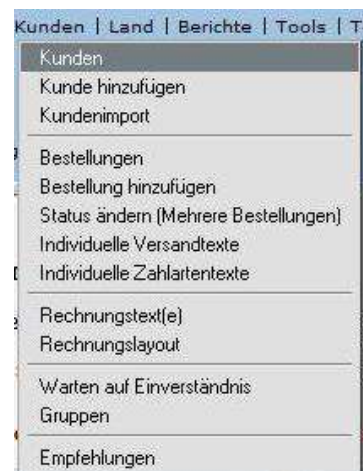 Kunden | Land | Berichte | Tools | T
Kunden
Kunde hinzufügen
Kundenimport
Bestellungen
Bestellung hinzufügen
Status ändern (Mehrere Bestellungen)
Individuelle Versandtexte
Individuelle Zahlartentexte
Rechnungstext(e)
Rechnungslayout
Warten auf Einverständnis
Gruppen
Empfehlungen